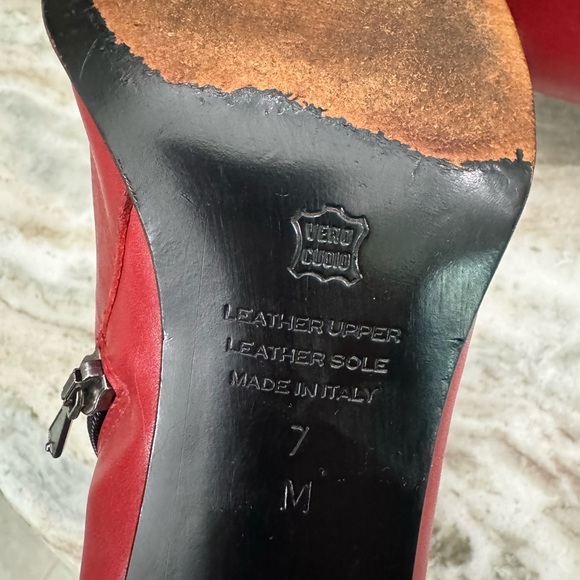 VERO
CUOIO
LEATHER UPPER
LEATHER SOLE
MADE IN ITALY
7
M